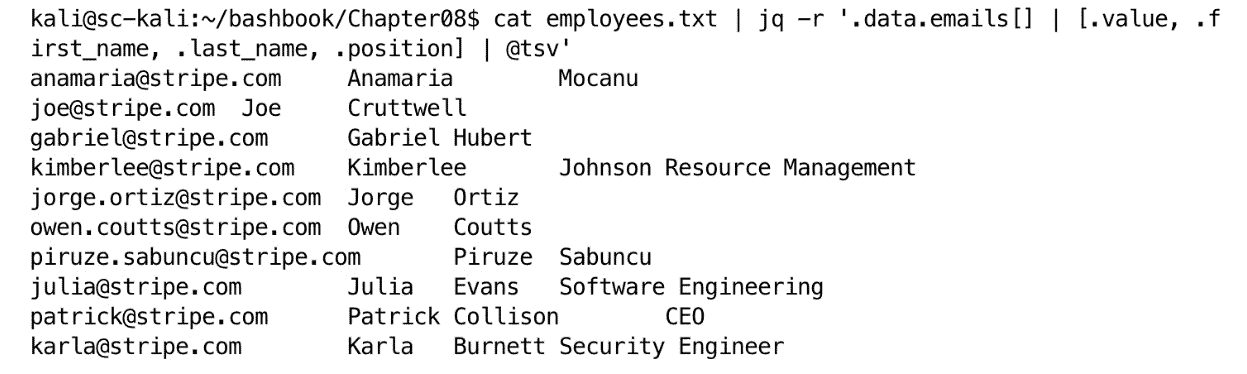 kali@sc-kali:~/bashbook/Chapter08$ cat employees.txt | jq -r '.data.emails[] | [.value, .f
irst_name, .last_name, .position] | @tsv'
anamaria@stripe.com     Anamaria        Mocanu
joe@stripe.com  Joe     Cruttwell
gabriel@stripe.com      Gabriel Hubert
kimberlee@stripe.com    Kimberlee       Johnson Resource Management
jorge.ortiz@stripe.com  Jorge   Ortiz
owen.coutts@stripe.com  Owen    Coutts
piruze.sabuncu@stripe.com       Piruze  Sabuncu
julia@stripe.com        Julia   Evans   Software Engineering
patrick@stripe.com      Patrick Collison        CEO
karla@stripe.com        Karla   Burnett Security Engineer